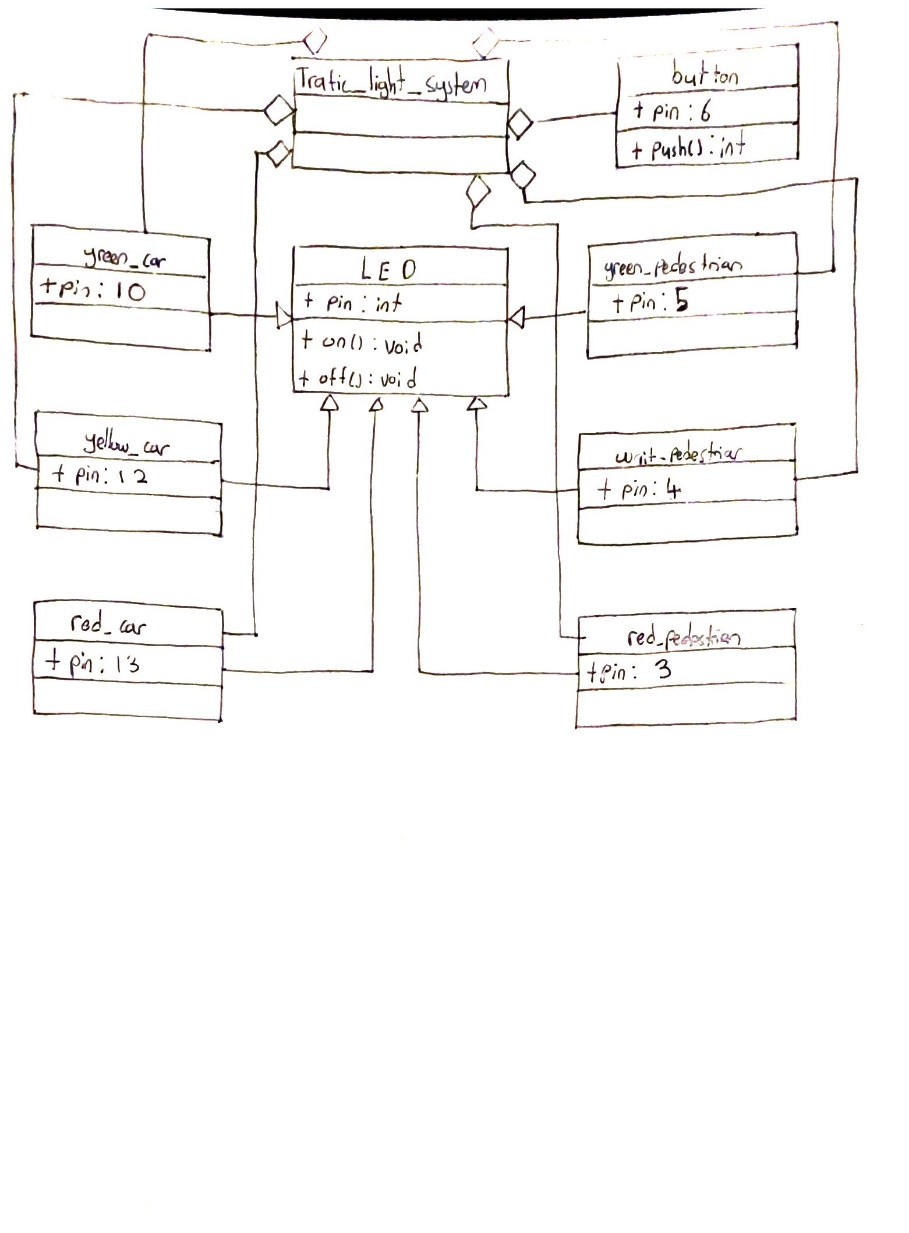 Trafic_light_system
button
+ pin : 6
+ push() : int
green_car
+ pin : 10
LED
+ pin : int
+ on() : void
+ off() : void
green_pedestrian
+ pin : 5
yellow_car
+ pin : 12
wait_pedestrian
+ pin : 4
red_car
+ pin : 13
red_pedestrian
+ pin : 3